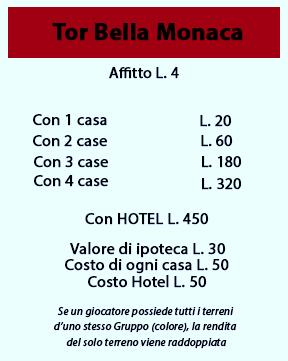 Tor Bella Monaca
Affitto L. 4
Con 1 casa L. 20
Con 2 case L. 60
Con 3 case L. 180
Con 4 case L. 320
Con HOTEL L. 450
Valore di ipoteca L. 30
Costo di ogni casa L. 50
Costo Hotel L. 50
Se un giocatore possiede tutti i terreni
d'uno stesso Gruppo (colore), la rendita
del solo terreno viene raddoppiata